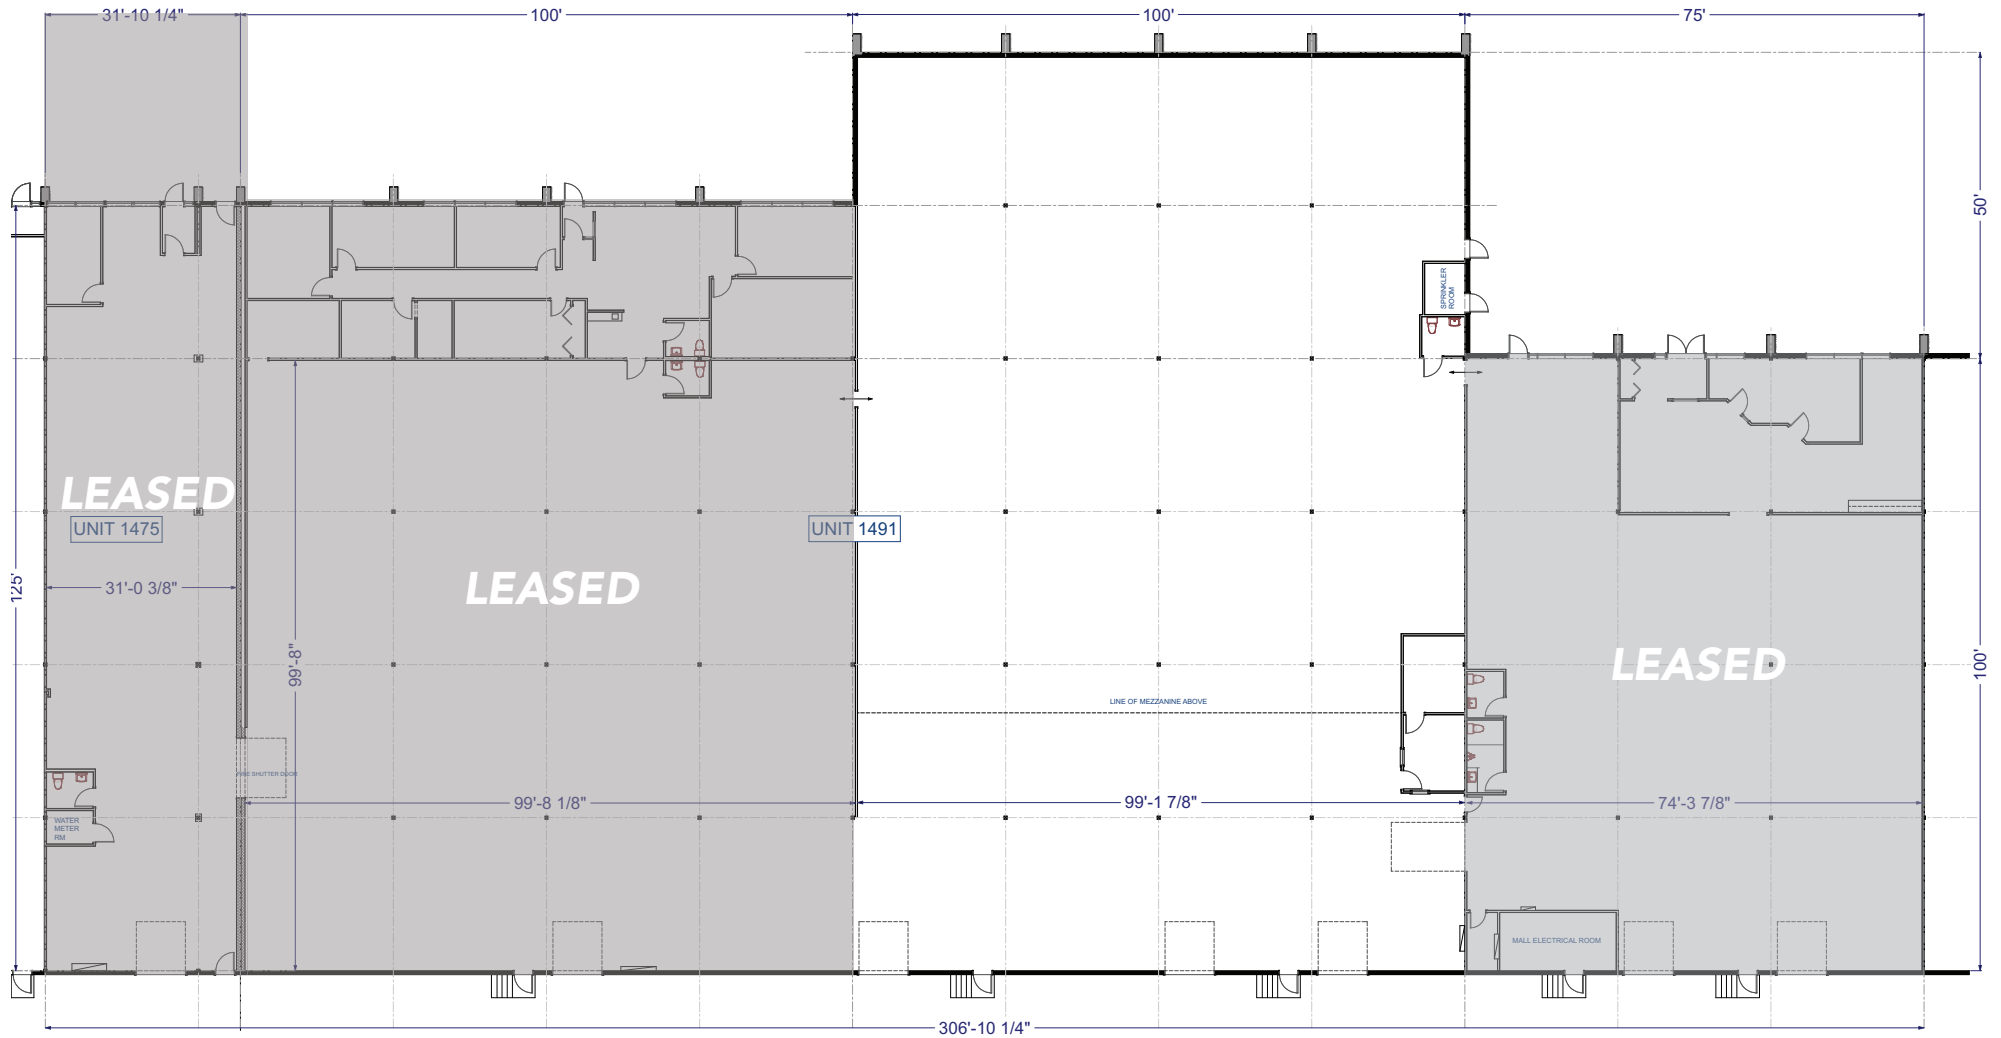 31'-10 1/4"
100'
100'
75'
50'
SPRINKLER
ROOM
LEASED
UNIT 1475
UNIT 1491
125'
31'-0 3/8"
LEASED
99'-8"
LEASED
100'
LINE OF MEZZANINE ABOVE
FIRE SHUTTER DOOR
99'-8 1/8"
99'-1 7/8"
74'-3 7/8"
WATER
METER
RM
MALL ELECTRICAL ROOM
306'-10 1/4"